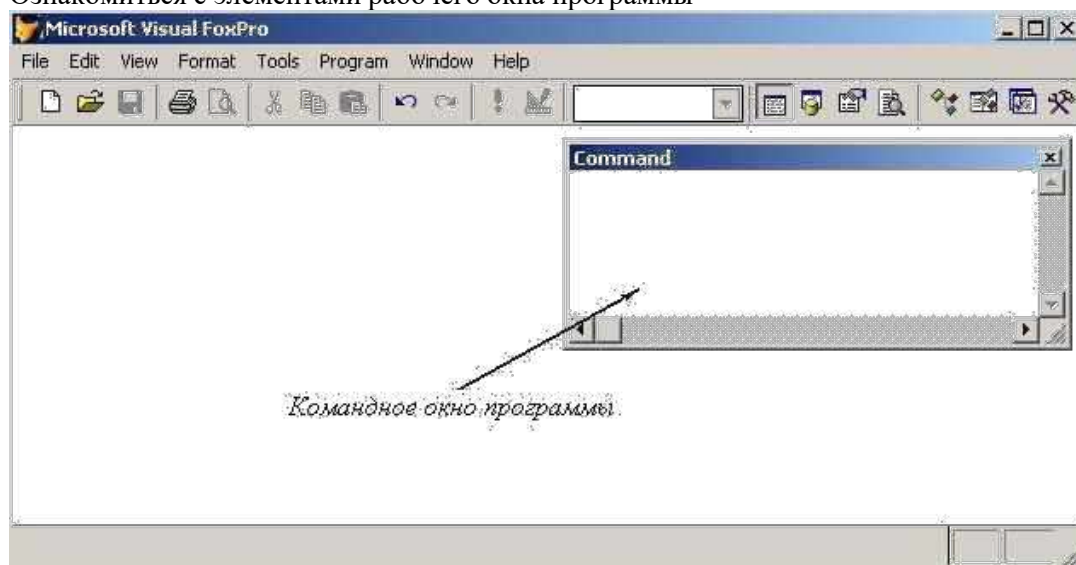 Ознакомиться с элементами рабочего окна программы
Microsoft Visual FoxPro
File Edit View Format Tools Program Window Help
Command
Командное окно программы